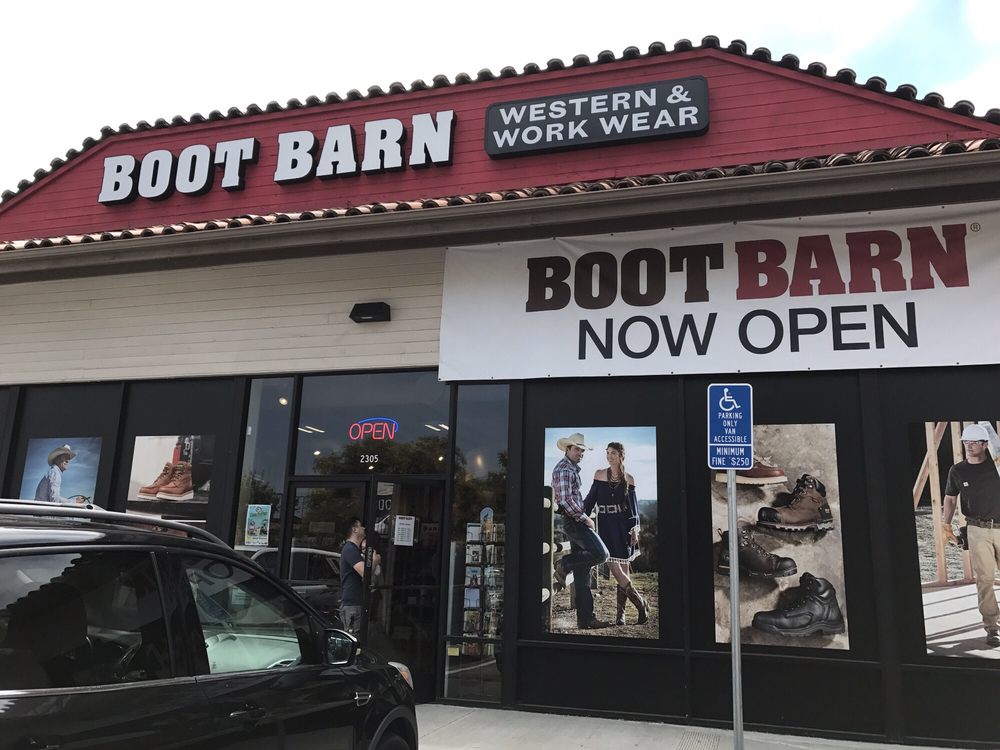 BOOT BARN
WESTERN &
WORK WEAR
BOOT BARN®
NOW OPEN
OPEN
2305
PARKING
ONLY
VAN
ACCESSIBLE
MINIMUM
FINE $250